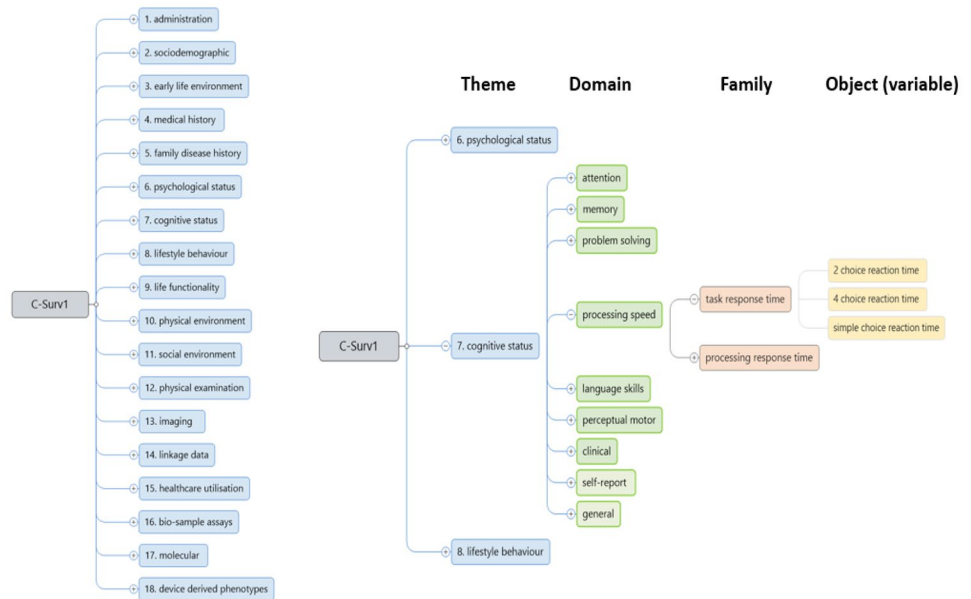 1. administration
2. sociodemographic
3. early life environment
4. medical history
5. family disease history
6. psychological status
7. cognitive status
8. lifestyle behaviour
9. life functionality
C-Surv1
10. physical environment
11. social environment
12. physical examination
13. imaging
14. linkage data
15. healthcare utilisation
16. bio-sample assays
17. molecular
18. device derived phenotypes
Theme
Domain
Family
Object (variable)
6. psychological status
attention
memory
problem solving
2 choice reaction time
task response time
4 choice reaction time
processing speed
simple choice reaction time
C-Surv1
7. cognitive status
processing response time
language skills
perceptual motor
clinical
self-report
general
8. lifestyle behaviour